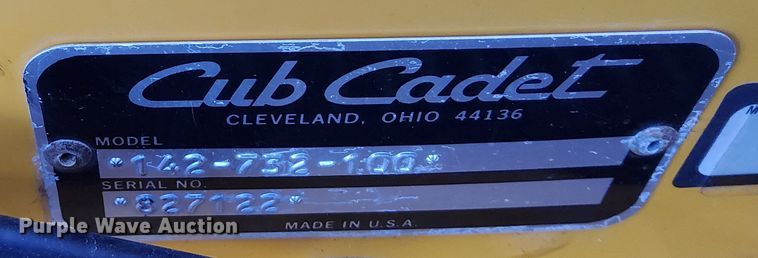 Cub Cadet
CLEVELAND, OHIO 44136
MODEL
*142-732-100*
SERIAL NO.
*827122*
MADE IN U.S.A.
Purple Wave Auction
M